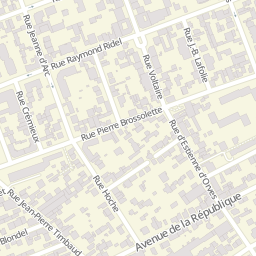 Rue Jeanne d'Arc
Rue Raymond Ridel
Rue J.-B. Lafolie
Rue Voltaire
Rue Crémieux
Rue Pierre Brossolette
Rue d'Estienne d'Orves
Rue Hoche
et Rue Jean-Pierre Timbaud
Avenue de la République
Blondel